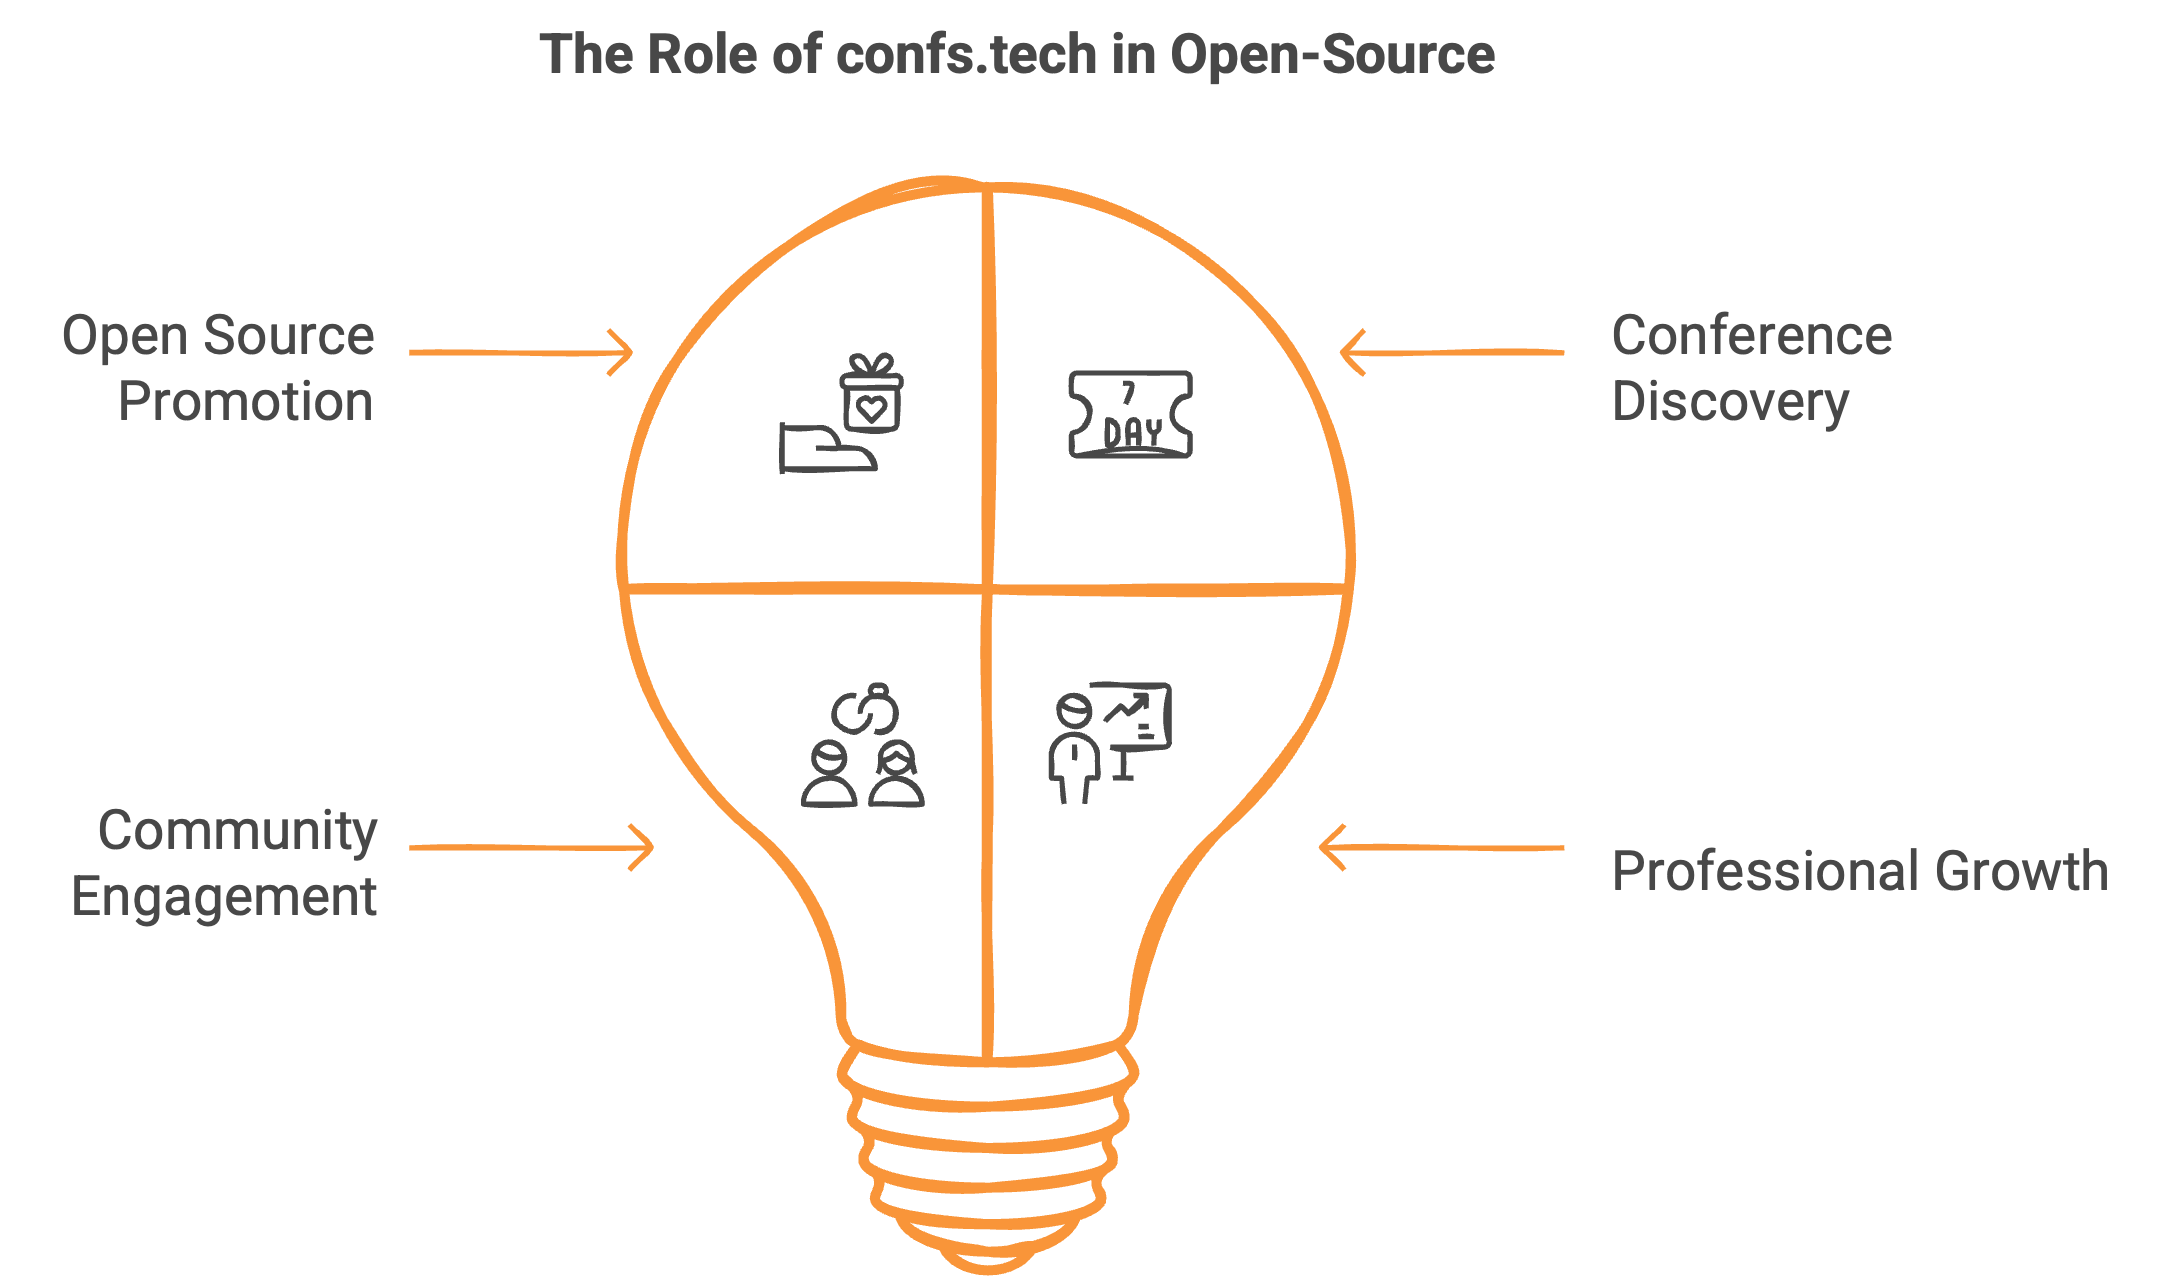 The Role of confs.tech in Open-Source
Open Source
Promotion
7
DAY
Conference
Discovery
Community
Engagement
Professional Growth